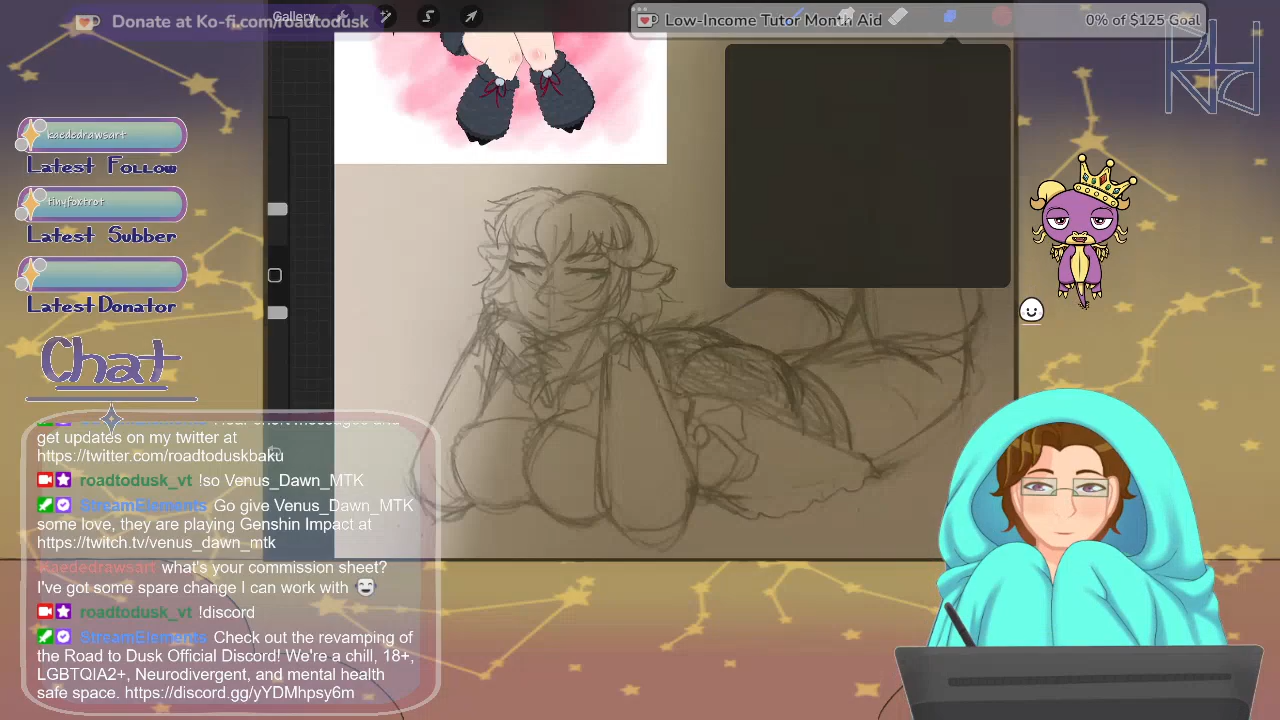 Donate at Ko-fi.com/roadtodusk
Gallery
Low-Income Tutor Month Aid
0% of $125 Goal
kaededrawsart
Latest Follow
tinyfoxtrot
Latest Subber
Latest Donator
Chat
get updates on my twitter at
https://twitter.com/roadtoduskbaku
roadtodusk_vt !so Venus_Dawn_MTK
StreamElements Go give Venus_Dawn_MTK
some love, they are playing Genshin Impact at
https://twitch.tv/venus_dawn_mtk
kaededrawsart what's your commission sheet?
I've got some spare change I can work with
roadtodusk_vt !discord
StreamElements Check out the revamping of
the Road to Dusk Official Discord! We're a chill, 18+,
LGBTQIA2+, Neurodivergent, and mental health
safe space. https://discord.gg/yYDMhpsy6m